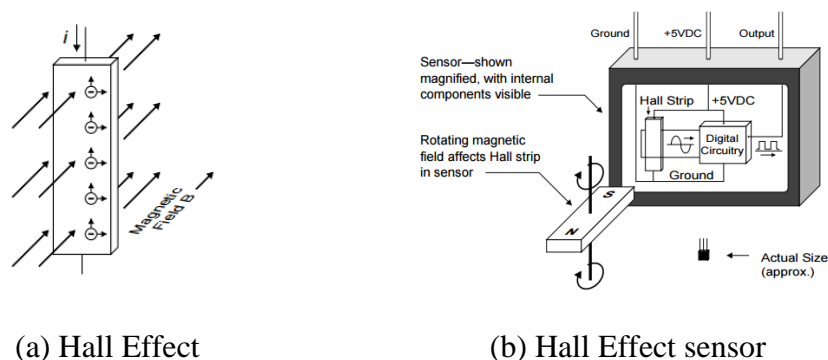 i
Magnetic
Field B
Ground
+5VDC
Output
Sensor—shown
magnified, with internal
components visible
Hall Strip
+5VDC
Digital
Circuitry
Ground
Rotating magnetic
field affects Hall strip
in sensor
S
N
Actual Size
(approx.)
(a) Hall Effect
(b) Hall Effect sensor